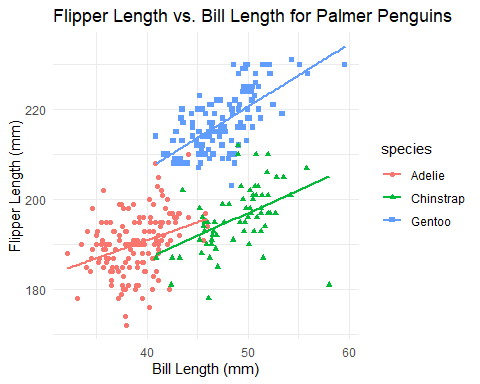 Flipper Length vs. Bill Length for Palmer Penguins
Flipper Length (mm)
220
200
180
40
50
60
Bill Length (mm)
species
Adelie
Chinstrap
Gentoo